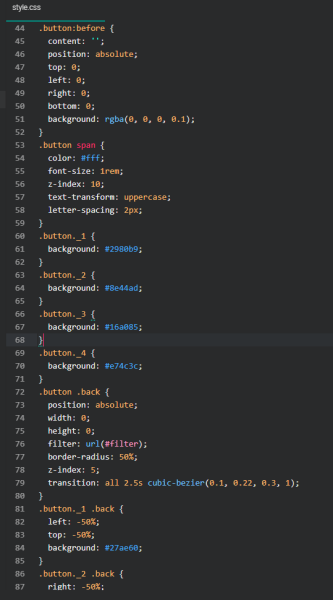 style.css
44 .button:before {
45 content: '';
46 position: absolute;
47 top: 0;
48 left: 0;
49 right: 0;
50 bottom: 0;
51 background: rgba(0, 0, 0, 0.1);
52 }
53 .button span {
54 color: #fff;
55 font-size: 1rem;
56 z-index: 10;
57 text-transform: uppercase;
58 letter-spacing: 2px;
59 }
60 .button._1 {
61 background: #2980b9;
62 }
63 .button._2 {
64 background: #8e44ad;
65 }
66 .button._3 {
67 background: #16a085;
68 }
69 .button._4 {
70 background: #e74c3c;
71 }
72 .button .back {
73 position: absolute;
74 width: 0;
75 height: 0;
76 filter: url(#filter);
77 border-radius: 50%;
78 z-index: 5;
79 transition: all 2.5s cubic-bezier(0.1, 0.22, 0.3, 1);
80 }
81 .button._1 .back {
82 left: -50%;
83 top: -50%;
84 background: #27ae60;
85 }
86 .button._2 .back {
87 right: -50%;